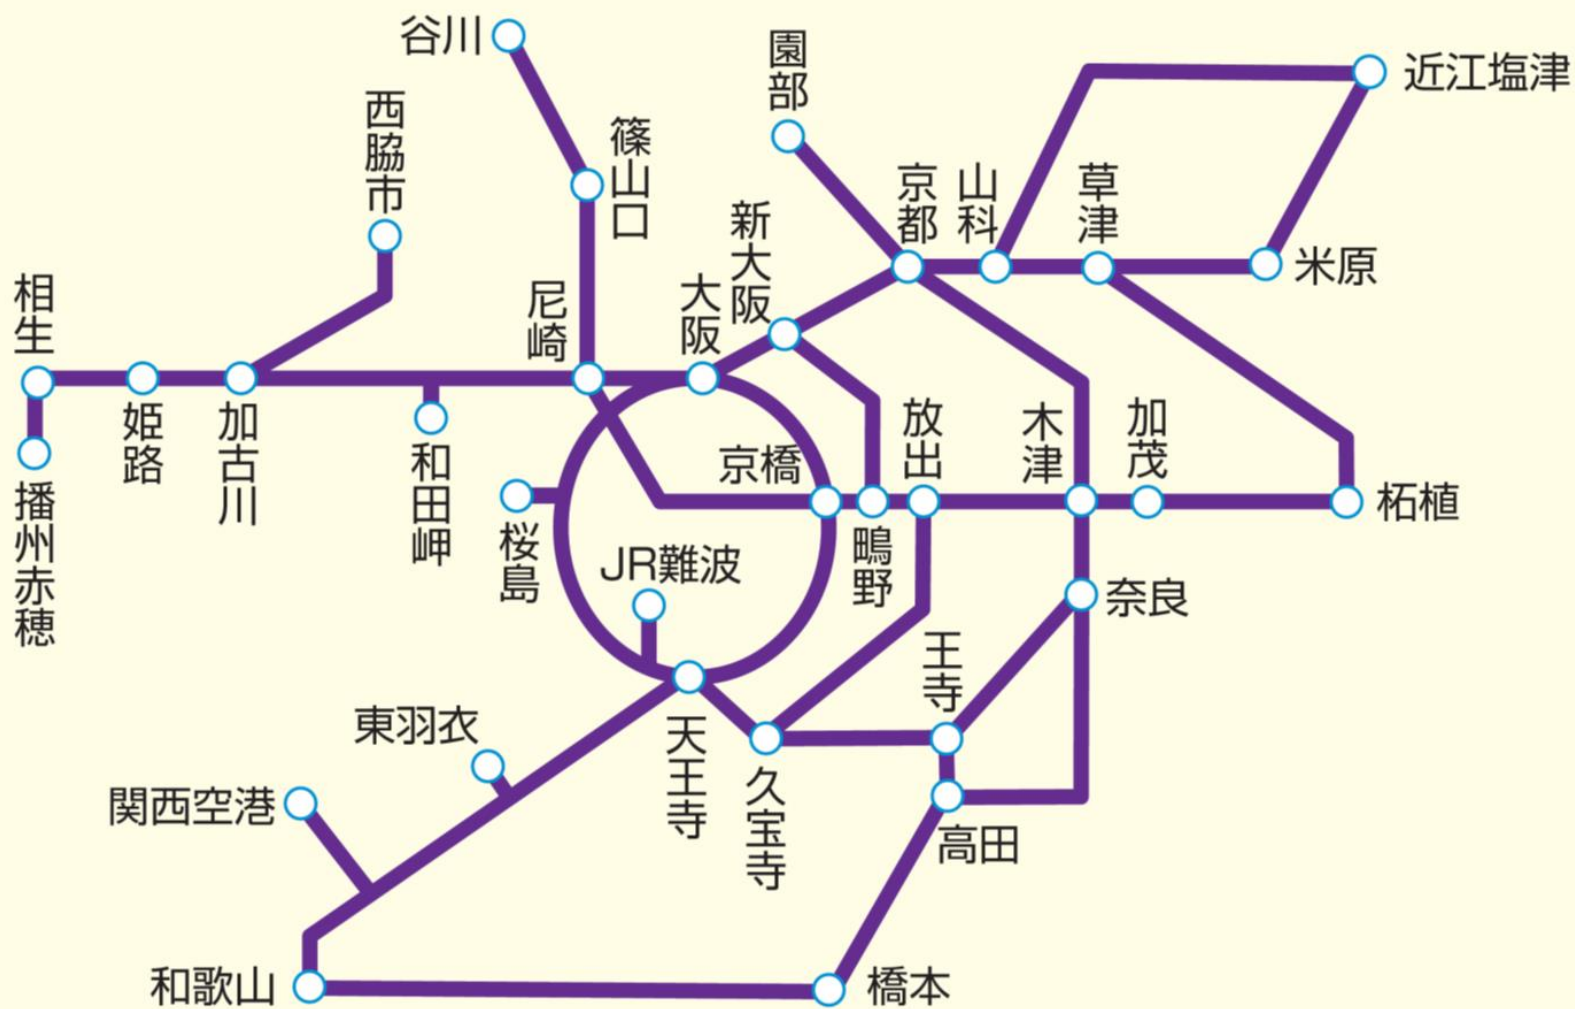 谷川
園部
近江塩津
西脇市
篠山口
京都
山科
草津
新大阪
米原
相生
尼崎
大阪
姫路
加古川
和田岬
京橋
放出
木津
加茂
柘植
播州赤穂
桜島
JR難波
鴫野
奈良
王寺
東羽衣
天王寺
久宝寺
関西空港
高田
和歌山
橋本